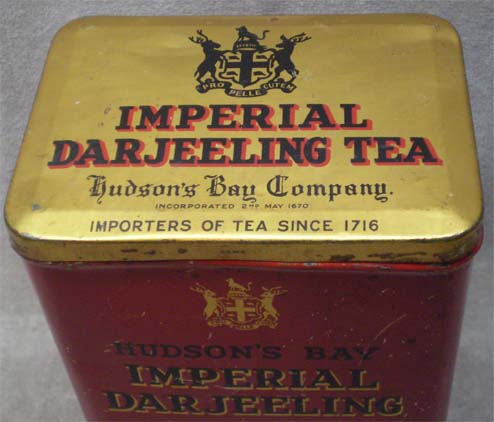 PRO PELLE CUTEM
IMPERIAL
DARJEELING TEA
Hudson's Bay Company.
INCORPORATED 2ND MAY 1670
IMPORTERS OF TEA SINCE 1716
HUDSON'S BAY
IMPERIAL
DARJEELING